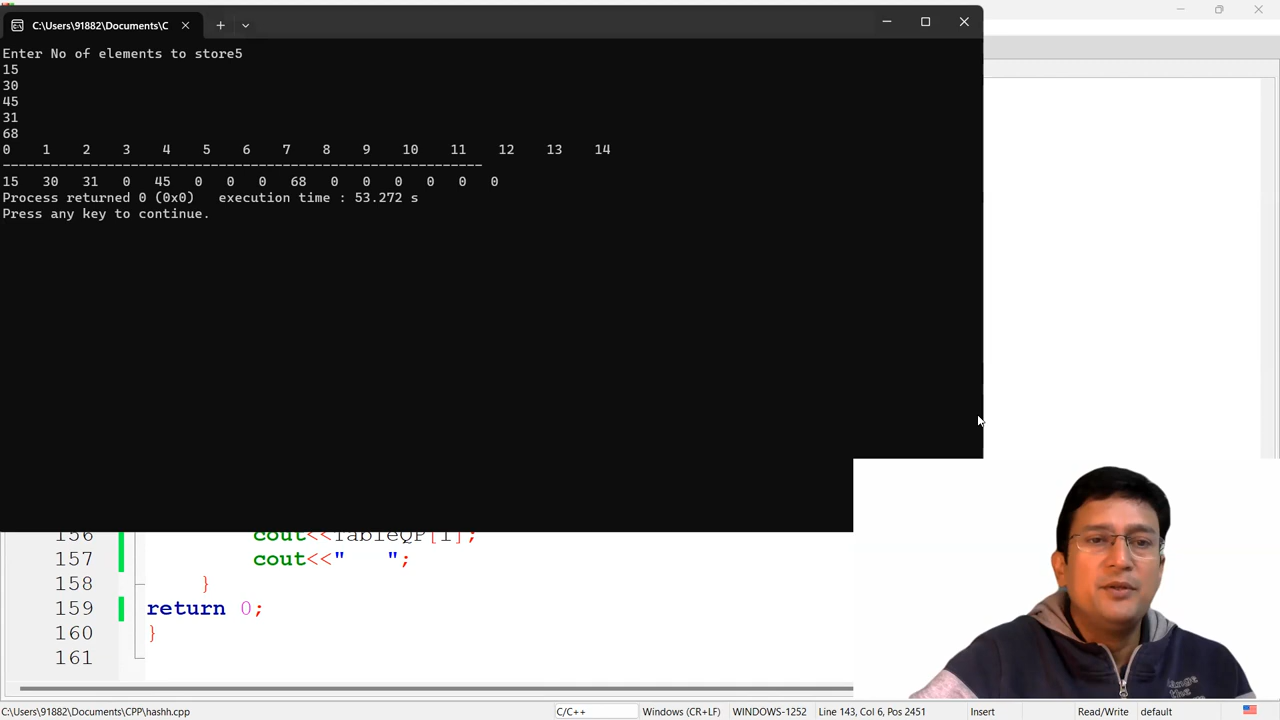 C:\Users\91882\Documents\C
Enter No of elements to store5
15
30
45
31
68
0 1 2 3 4 5 6 7 8 9 10 11 12 13 14
------------------------------------------------------------
15 30 31 0 45 0 0 0 68 0 0 0 0 0 0
Process returned 0 (0x0) execution time : 53.272 s
Press any key to continue.
156 cout<<TableQP[i];
157 cout<<" ";
158 }
159 return 0;
160 }
161
C:\Users\91882\Documents\CPP\hashh.cpp C/C++ Windows (CR+LF) WINDOWS-1252 Line 143, Col 6, Pos 2451 Insert Read/Write default